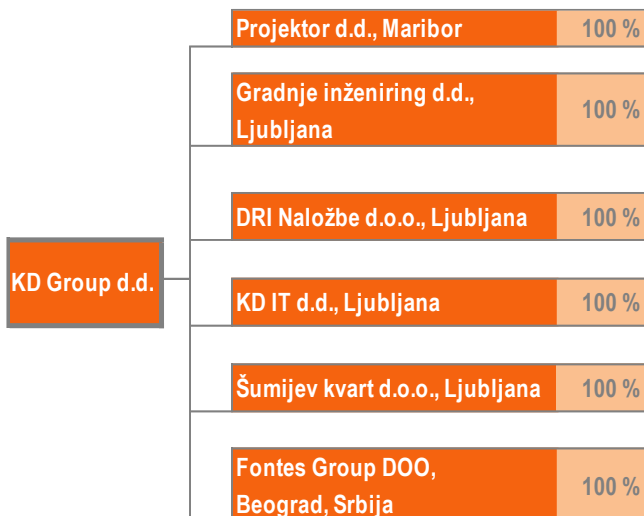 Projektor d.d., Maribor 100 %
Gradnje inženiring d.d.,
Ljubljana 100 %
DRI Naložbe d.o.o., Ljubljana 100 %
KD Group d.d.
KD IT d.d., Ljubljana 100 %
Šumijev kvart d.o.o., Ljubljana 100 %
Fontes Group DOO,
Beograd, Srbija 100 %